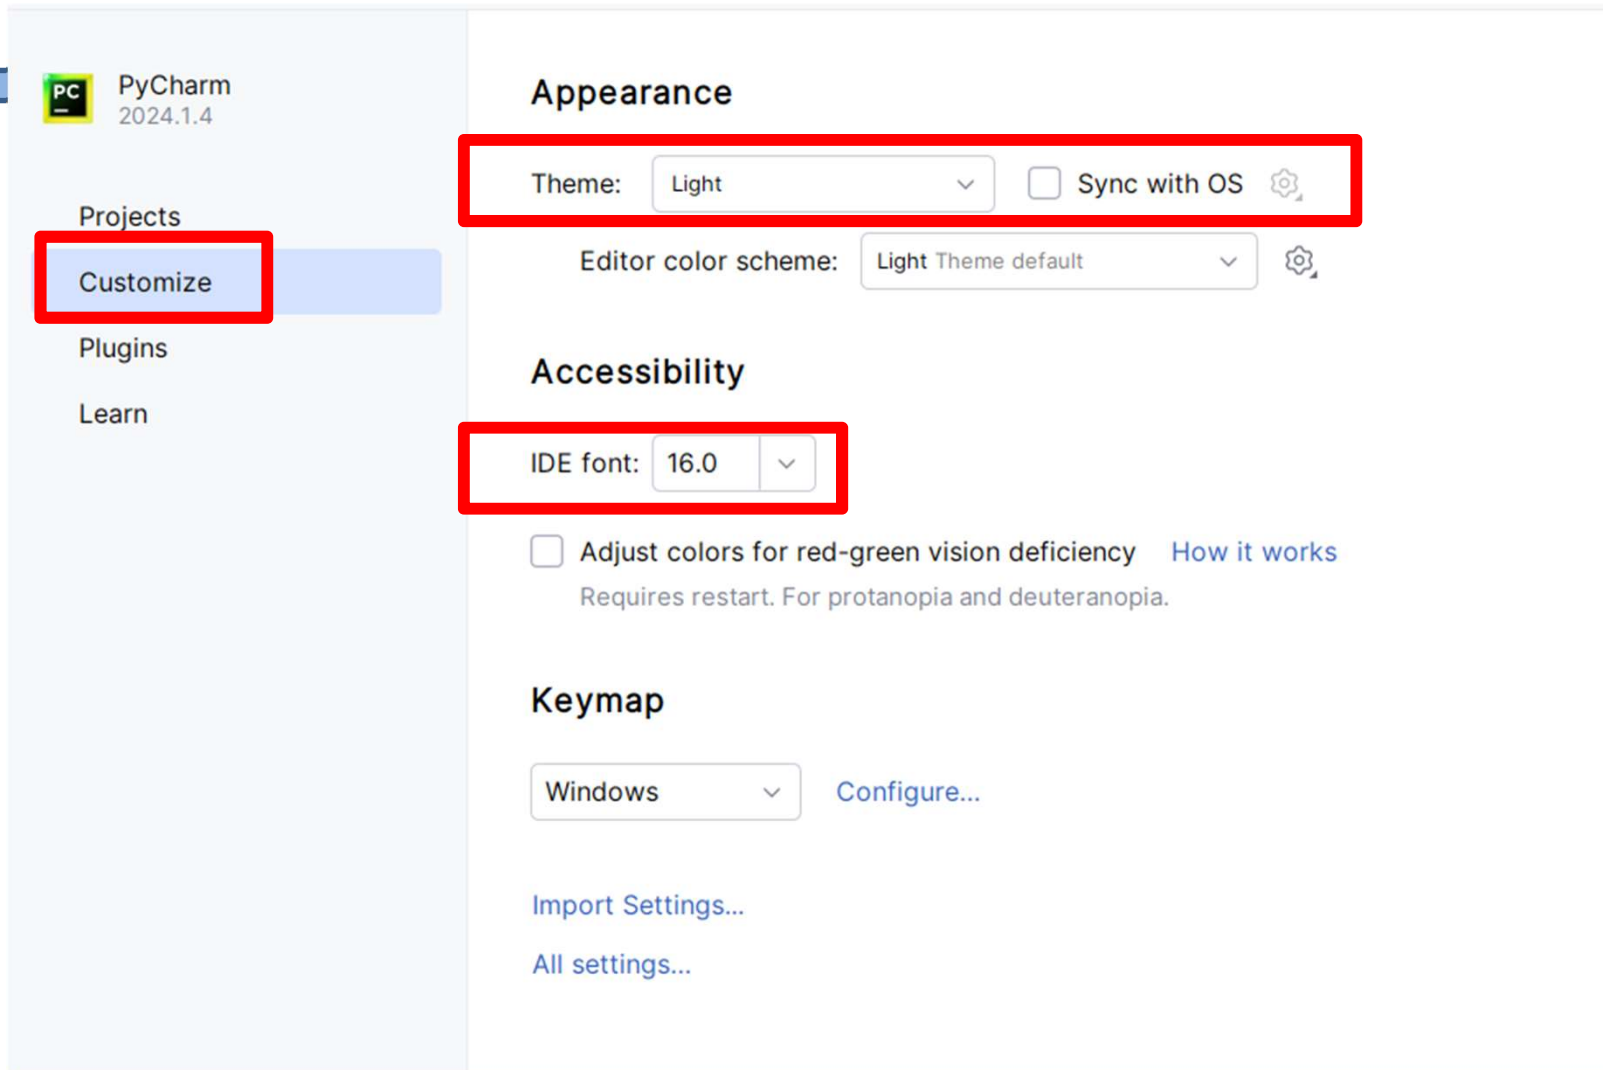 PC
PyCharm
2024.1.4
Projects
Customize
Plugins
Learn
Appearance
Theme: Light Sync with OS
Editor color scheme: Light Theme default
Accessibility
IDE font: 16.0
Adjust colors for red-green vision deficiency How it works
Requires restart. For protanopia and deuteranopia.
Keymap
Windows Configure...
Import Settings...
All settings...